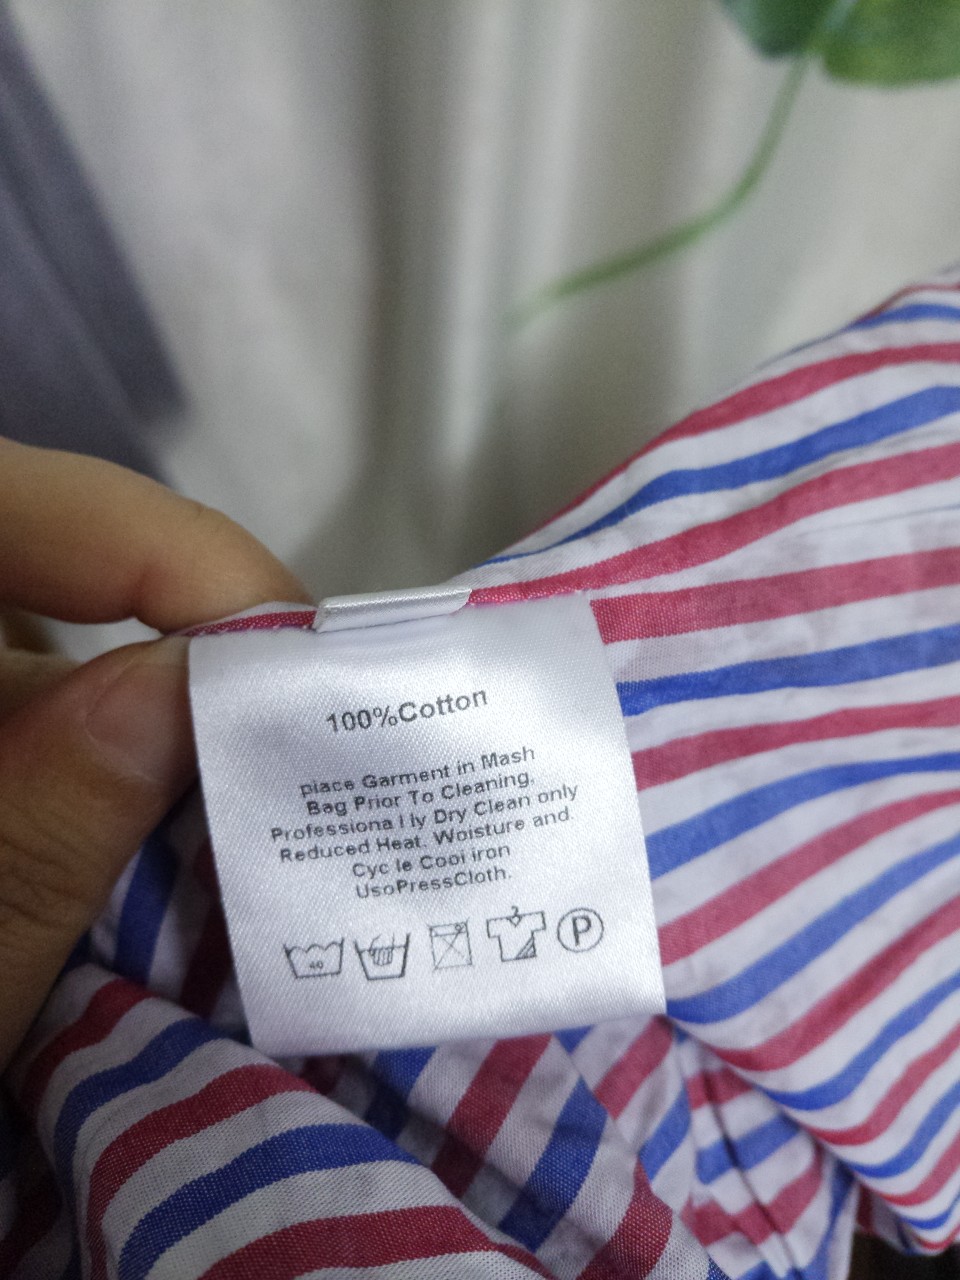 100%Cotton
piace Garment in Mash
Bag Prior To Cleaning,
Professiona l ly Dry Clean only
Reduced Heat. Woisture and.
Cyc le Cooi iron
UsoPressCloth.
40
P